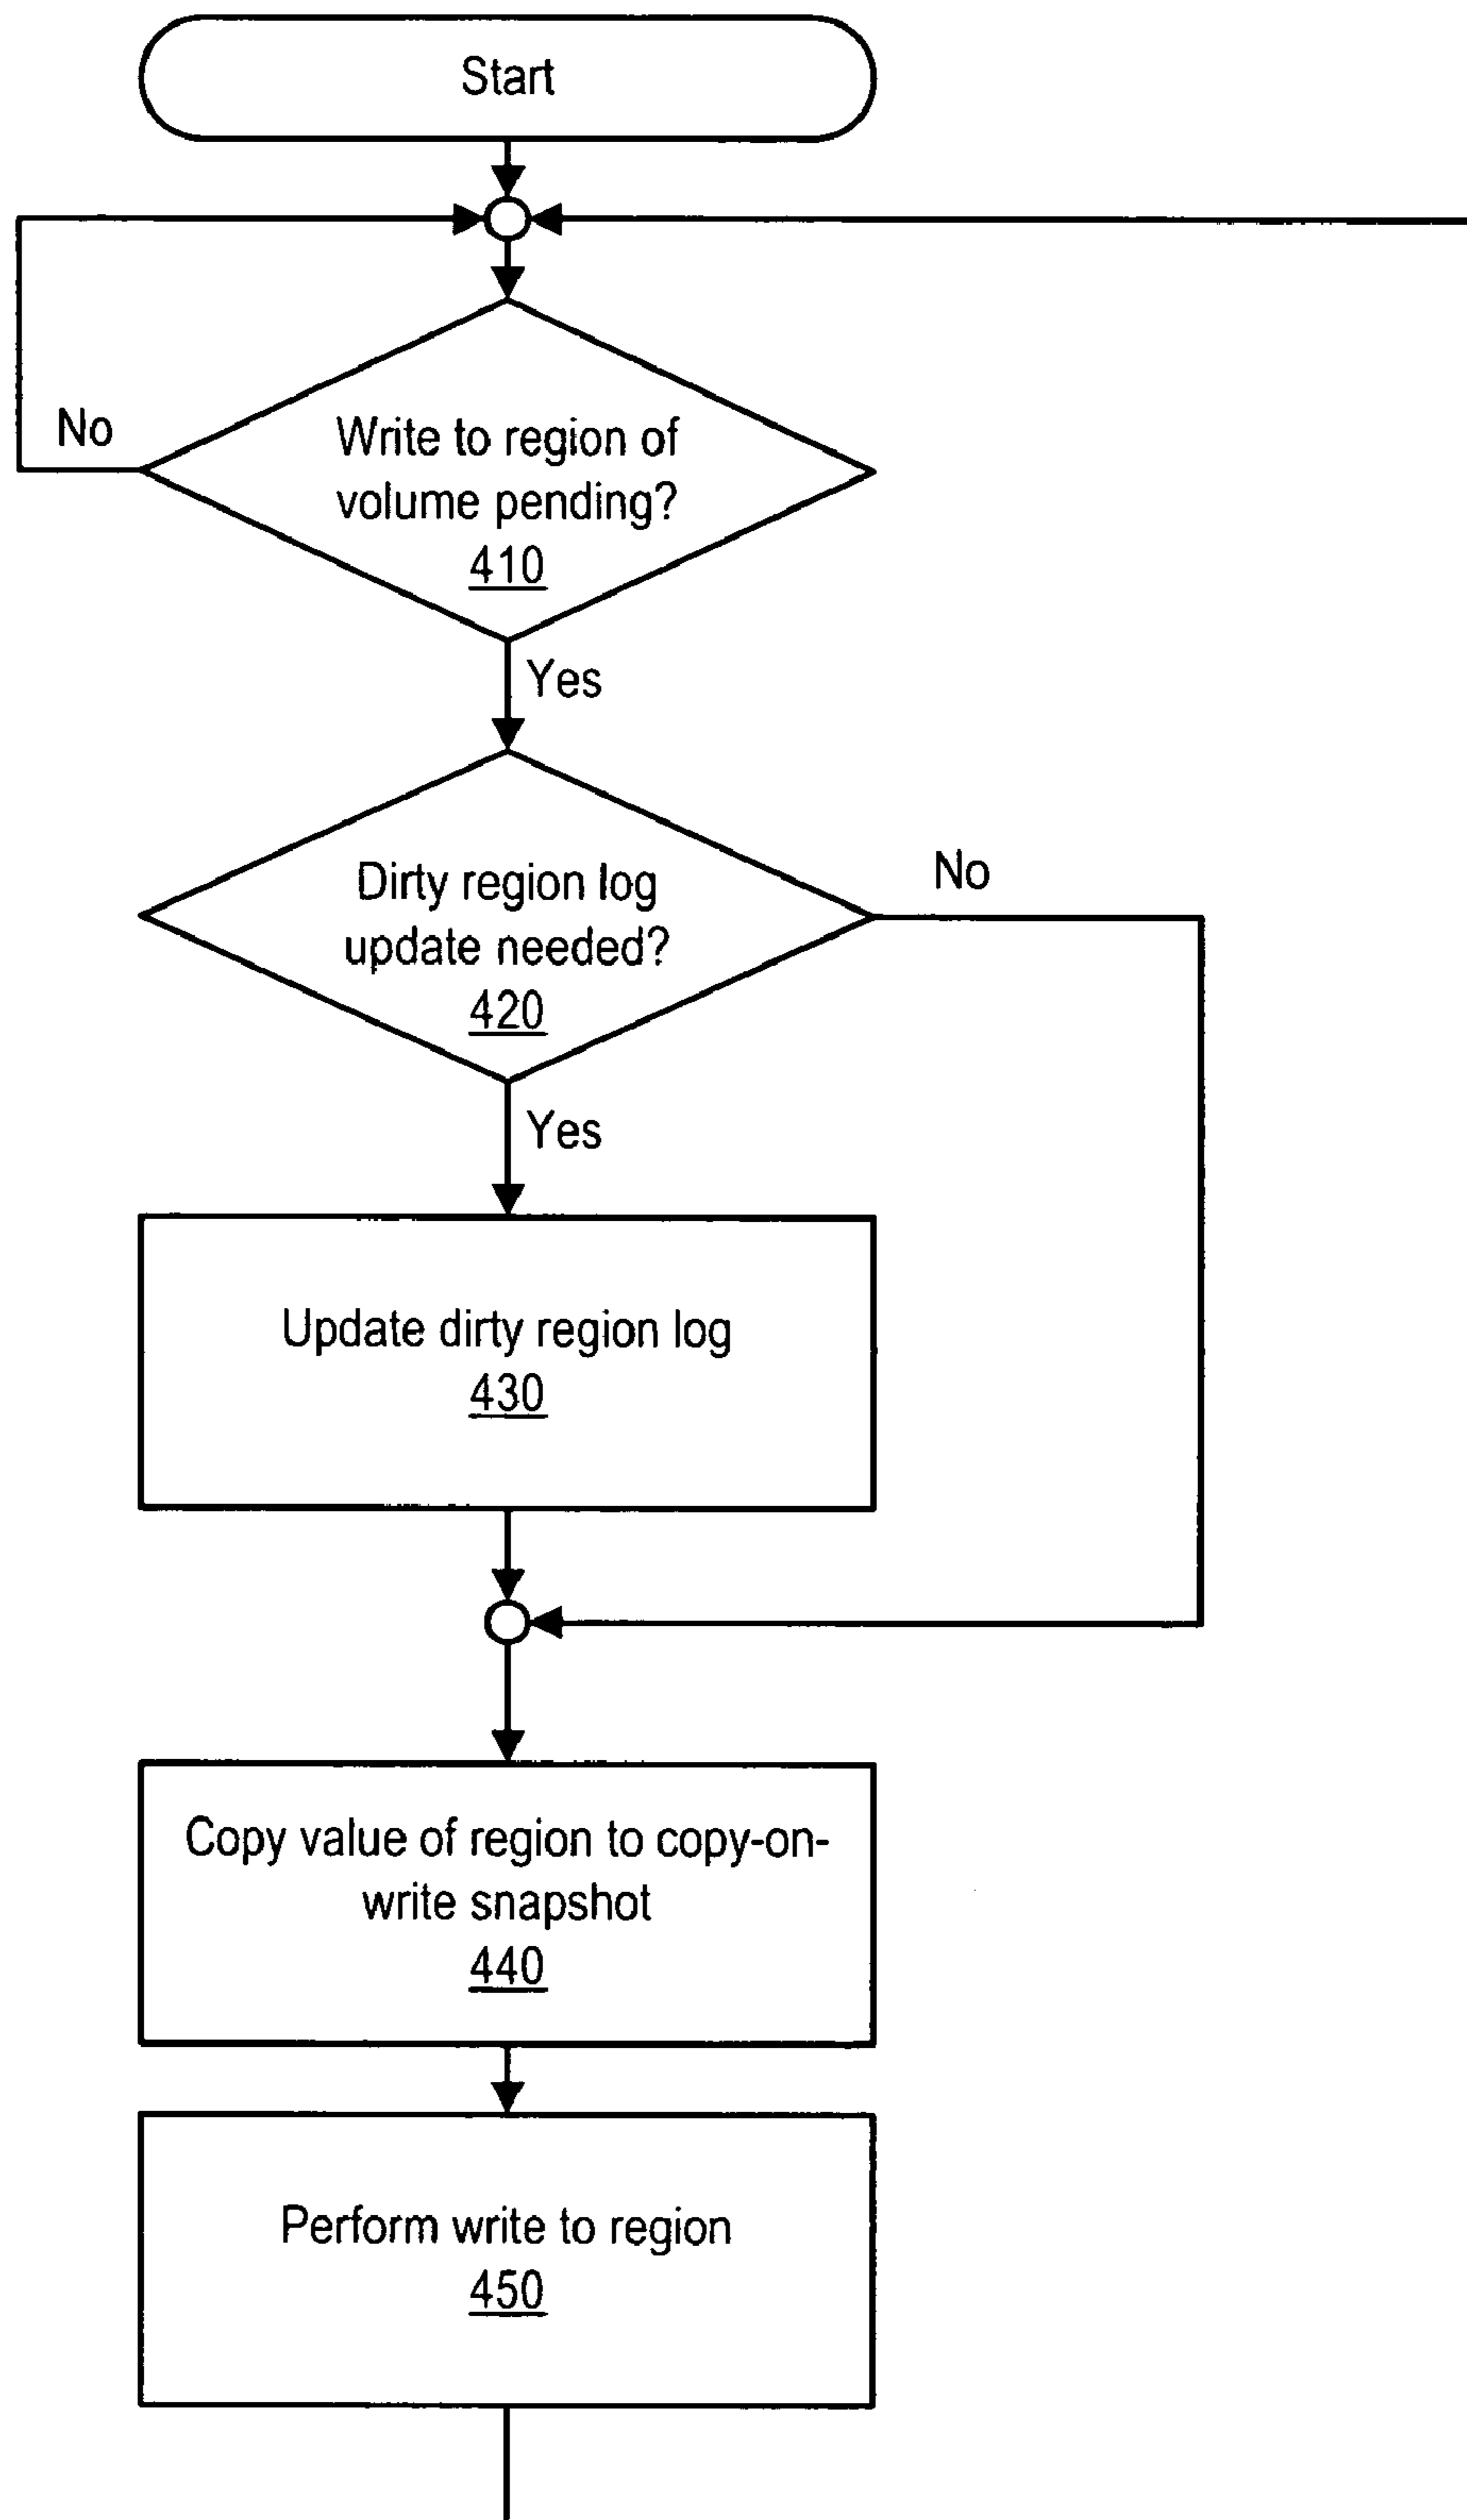 Start
No
Write to region of
volume pending?
410
Yes
Dirty region log
update needed?
420
No
Yes
Update dirty region log
430
Copy value of region to copy-on-
write snapshot
440
Perform write to region
450